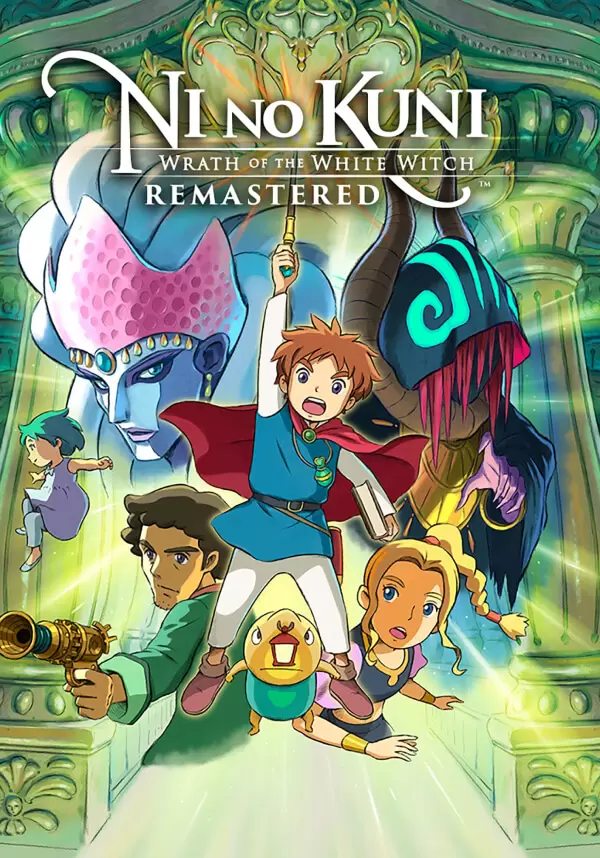 NI NO KUNI
WRATH OF THE WHITE WITCH
REMASTERED
™